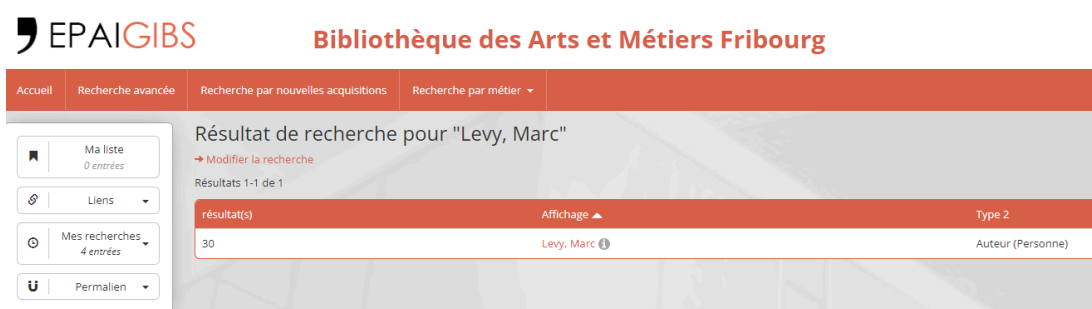 EPAIGIBS
Bibliothèque des Arts et Métiers Fribourg
Accueil Recherche avancée Recherche par nouvelles acquisitions Recherche par métier
Ma liste
0 entrées
Liens
Mes recherches
4 entrées
Permalien
Résultat de recherche pour "Levy, Marc"
Modifier la recherche
Résultats 1-1 de 1
résultat(s) Affichage Type 2
30 Levy, Marc Auteur (Personne)